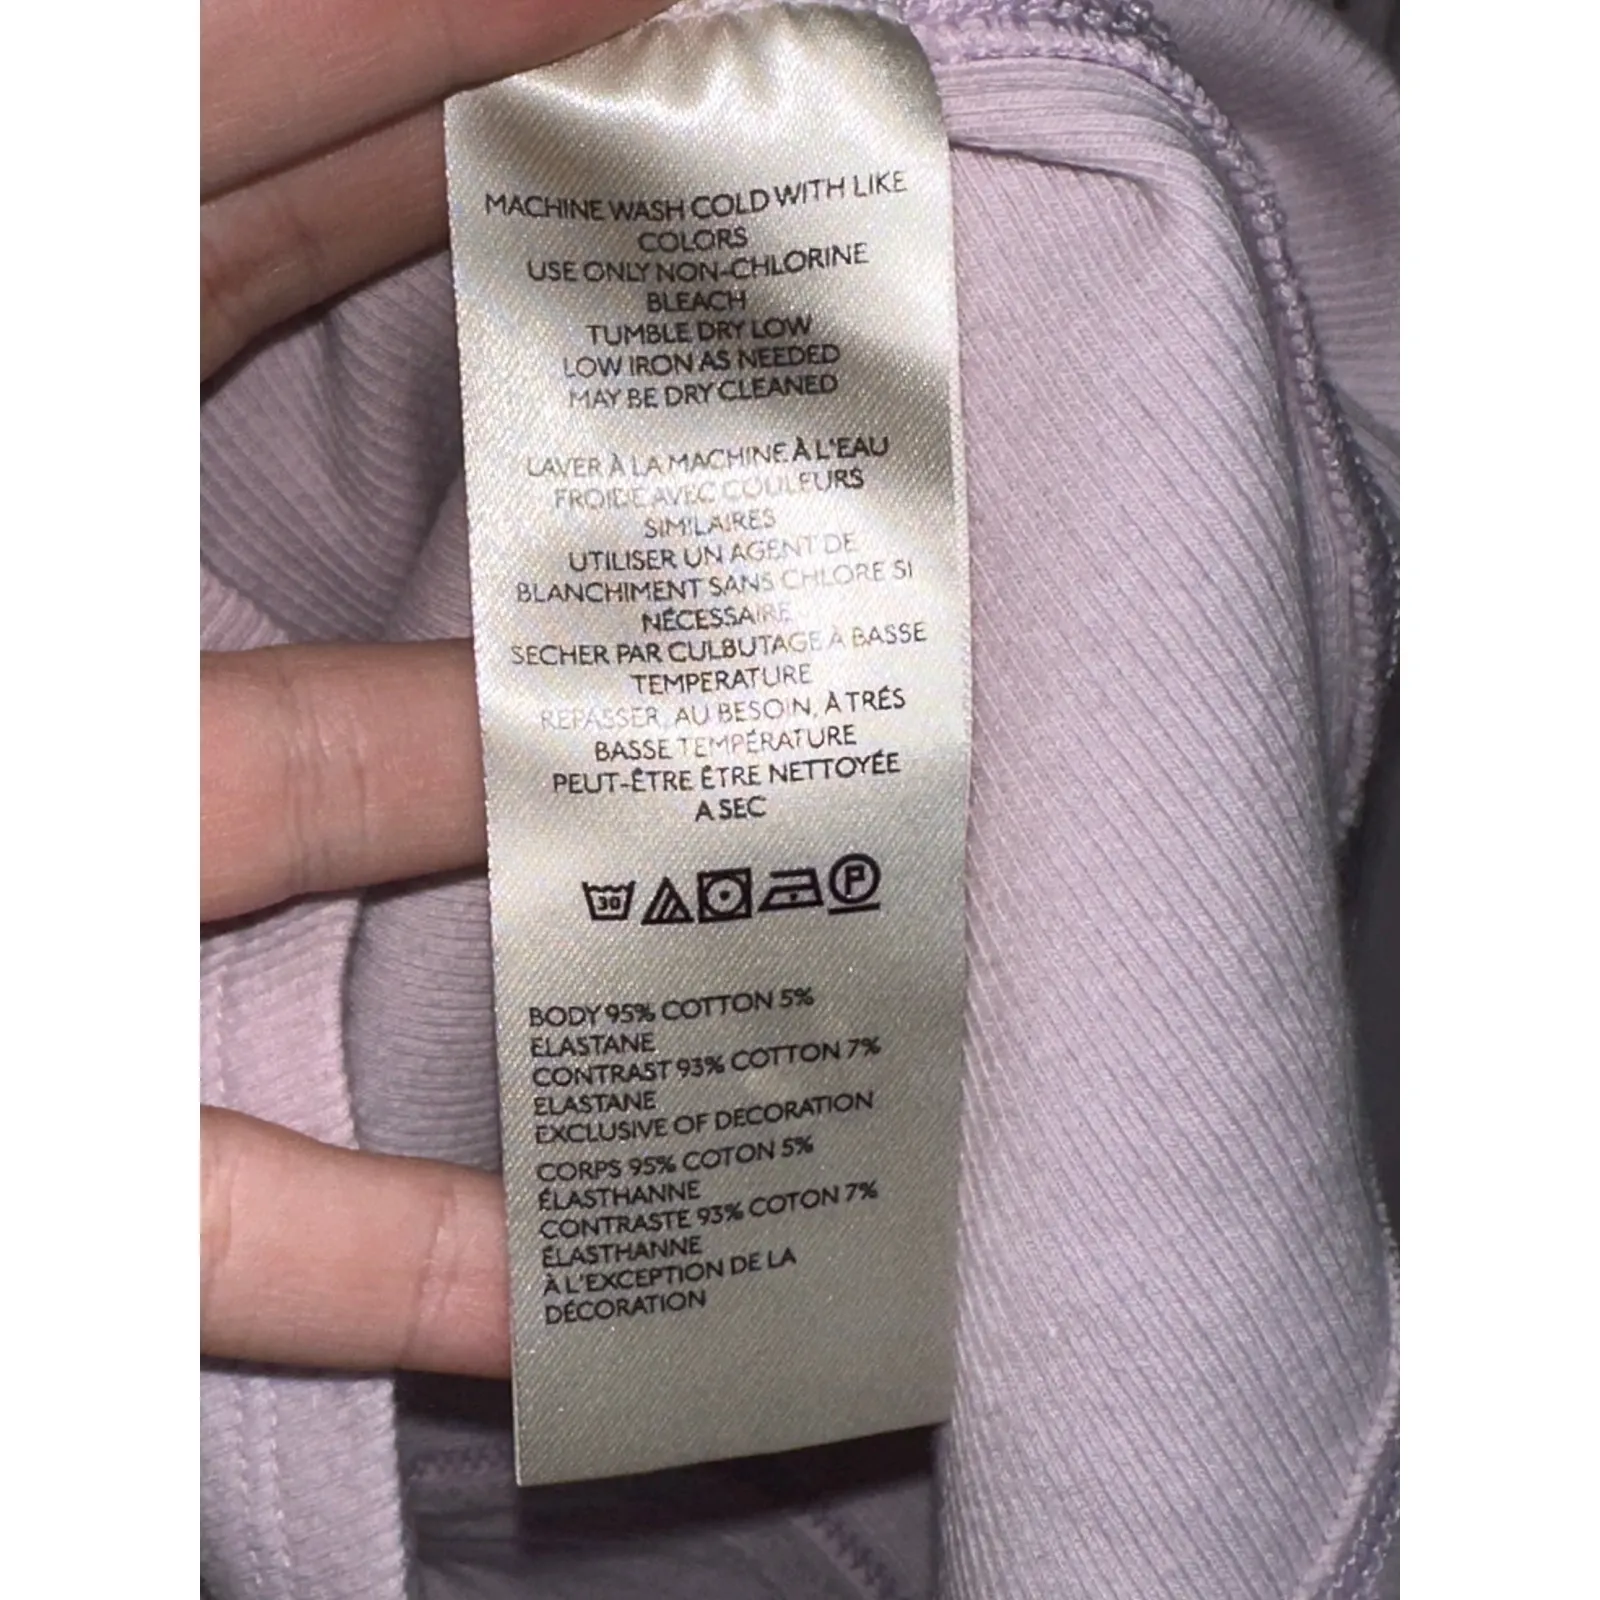 MACHINE WASH COLD WITH LIKE
COLORS
USE ONLY NON-CHLORINE
BLEACH
TUMBLE DRY LOW
LOW IRON AS NEEDED
MAY BE DRY CLEANED
LAVER À LA MACHINE À L'EAU
FROIDE AVEC COULEURS
SIMILAIRES
UTILISER UN AGENT DE
BLANCHIMENT SANS CHLORE SI
NÉCESSAIRE
SECHER PAR CULBUTAGE À BASSE
TEMPERATURE
REPASSER, AU BESOIN, À TRÉS
BASSE TEMPÉRATURE
PEUT-ÊTRE ÊTRE NETTOYÉE
A SEC
30 P
BODY 95% COTTON 5%
ELASTANE
CONTRAST 93% COTTON 7%
ELASTANE
EXCLUSIVE OF DECORATION
CORPS 95% COTON 5%
ÉLASTHANNE
CONTRASTE 93% COTON 7%
ÉLASTHANNE
À L'EXCEPTION DE LA
DÉCORATION